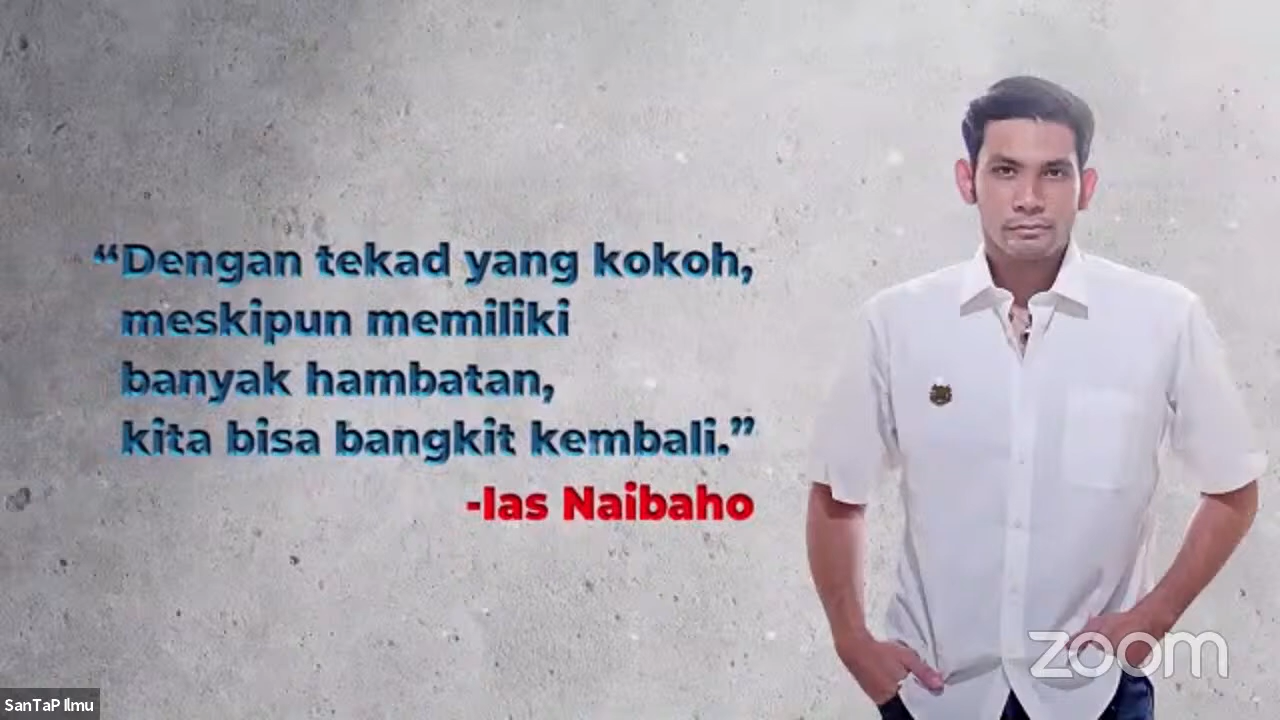 “Dengan tekad yang kokoh,
meskipun memiliki
banyak hambatan,
kita bisa bangkit kembali.”
-Ias Naibaho
zoom
SanTaP Ilmu